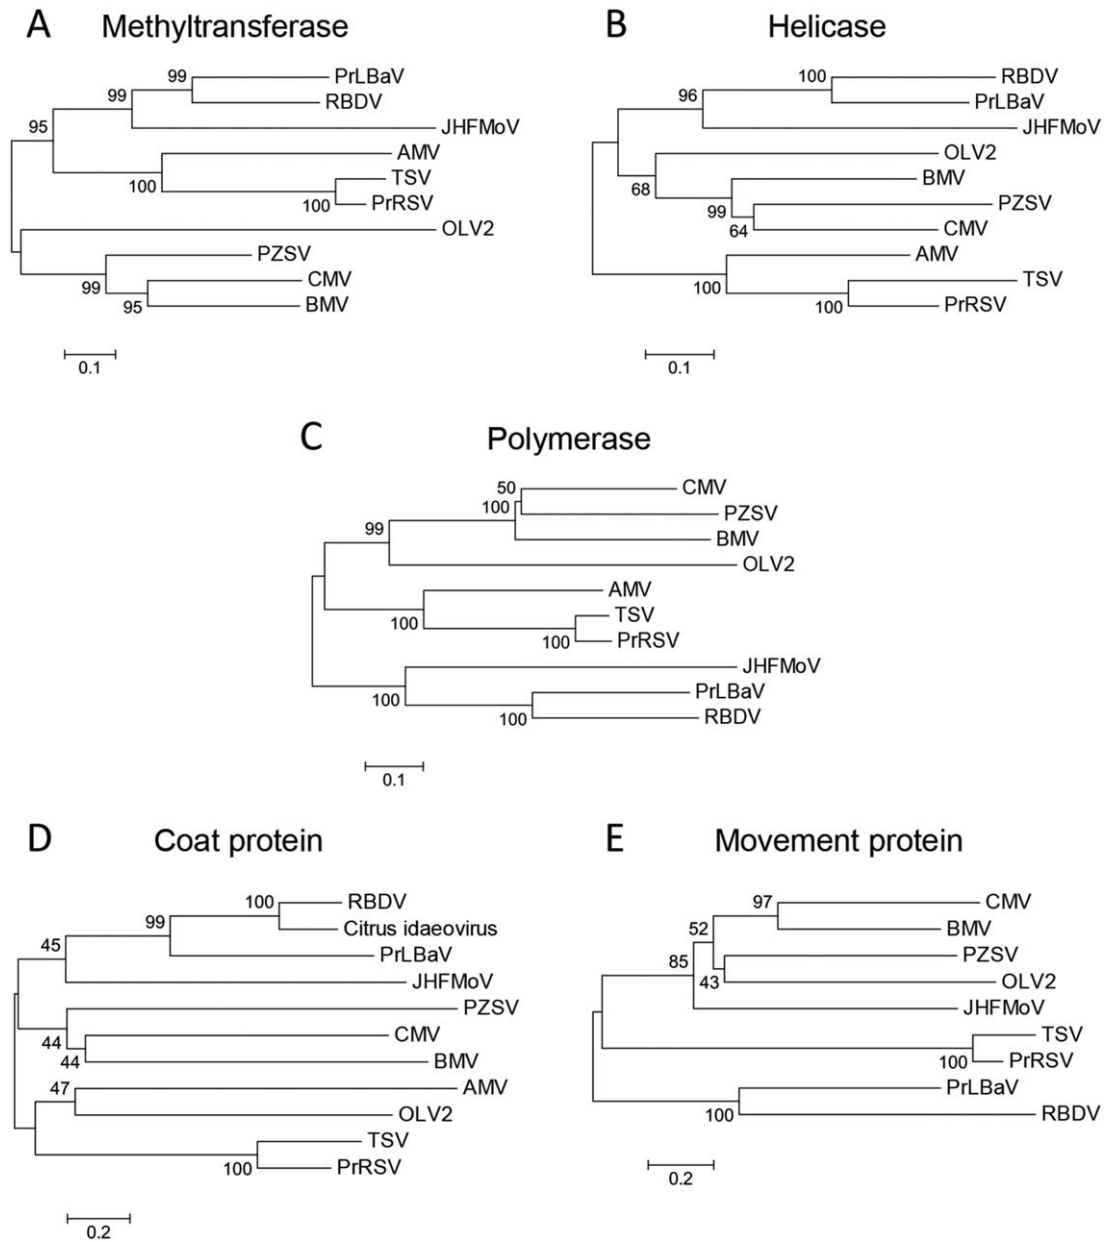 A Methyltransferase
99 PrLBaV
99 RBDV
95 JHFMoV
AMV
100 TSV
100 PrRSV
OLV2
PZSV
99 CMV
95 BMV
0.1
B Helicase
100 RBDV
96 PrLBaV
JHFMoV
OLV2
68 BMV
99 PZSV
64 CMV
AMV
100 TSV
100 PrRSV
0.1
C Polymerase
50 CMV
100 PZSV
99 BMV
OLV2
AMV
100 TSV
100 PrRSV
JHFMoV
100 PrLBaV
100 RBDV
0.1
D Coat protein
100 RBDV
99 Citrus idaeovirus
45 PrLBaV
JHFMoV
PZSV
44 CMV
44 BMV
47 AMV
OLV2
TSV
100 PrRSV
0.2
E Movement protein
97 CMV
52 BMV
85 PZSV
43 OLV2
JHFMoV
TSV
100 PrRSV
PrLBaV
100 RBDV
0.2